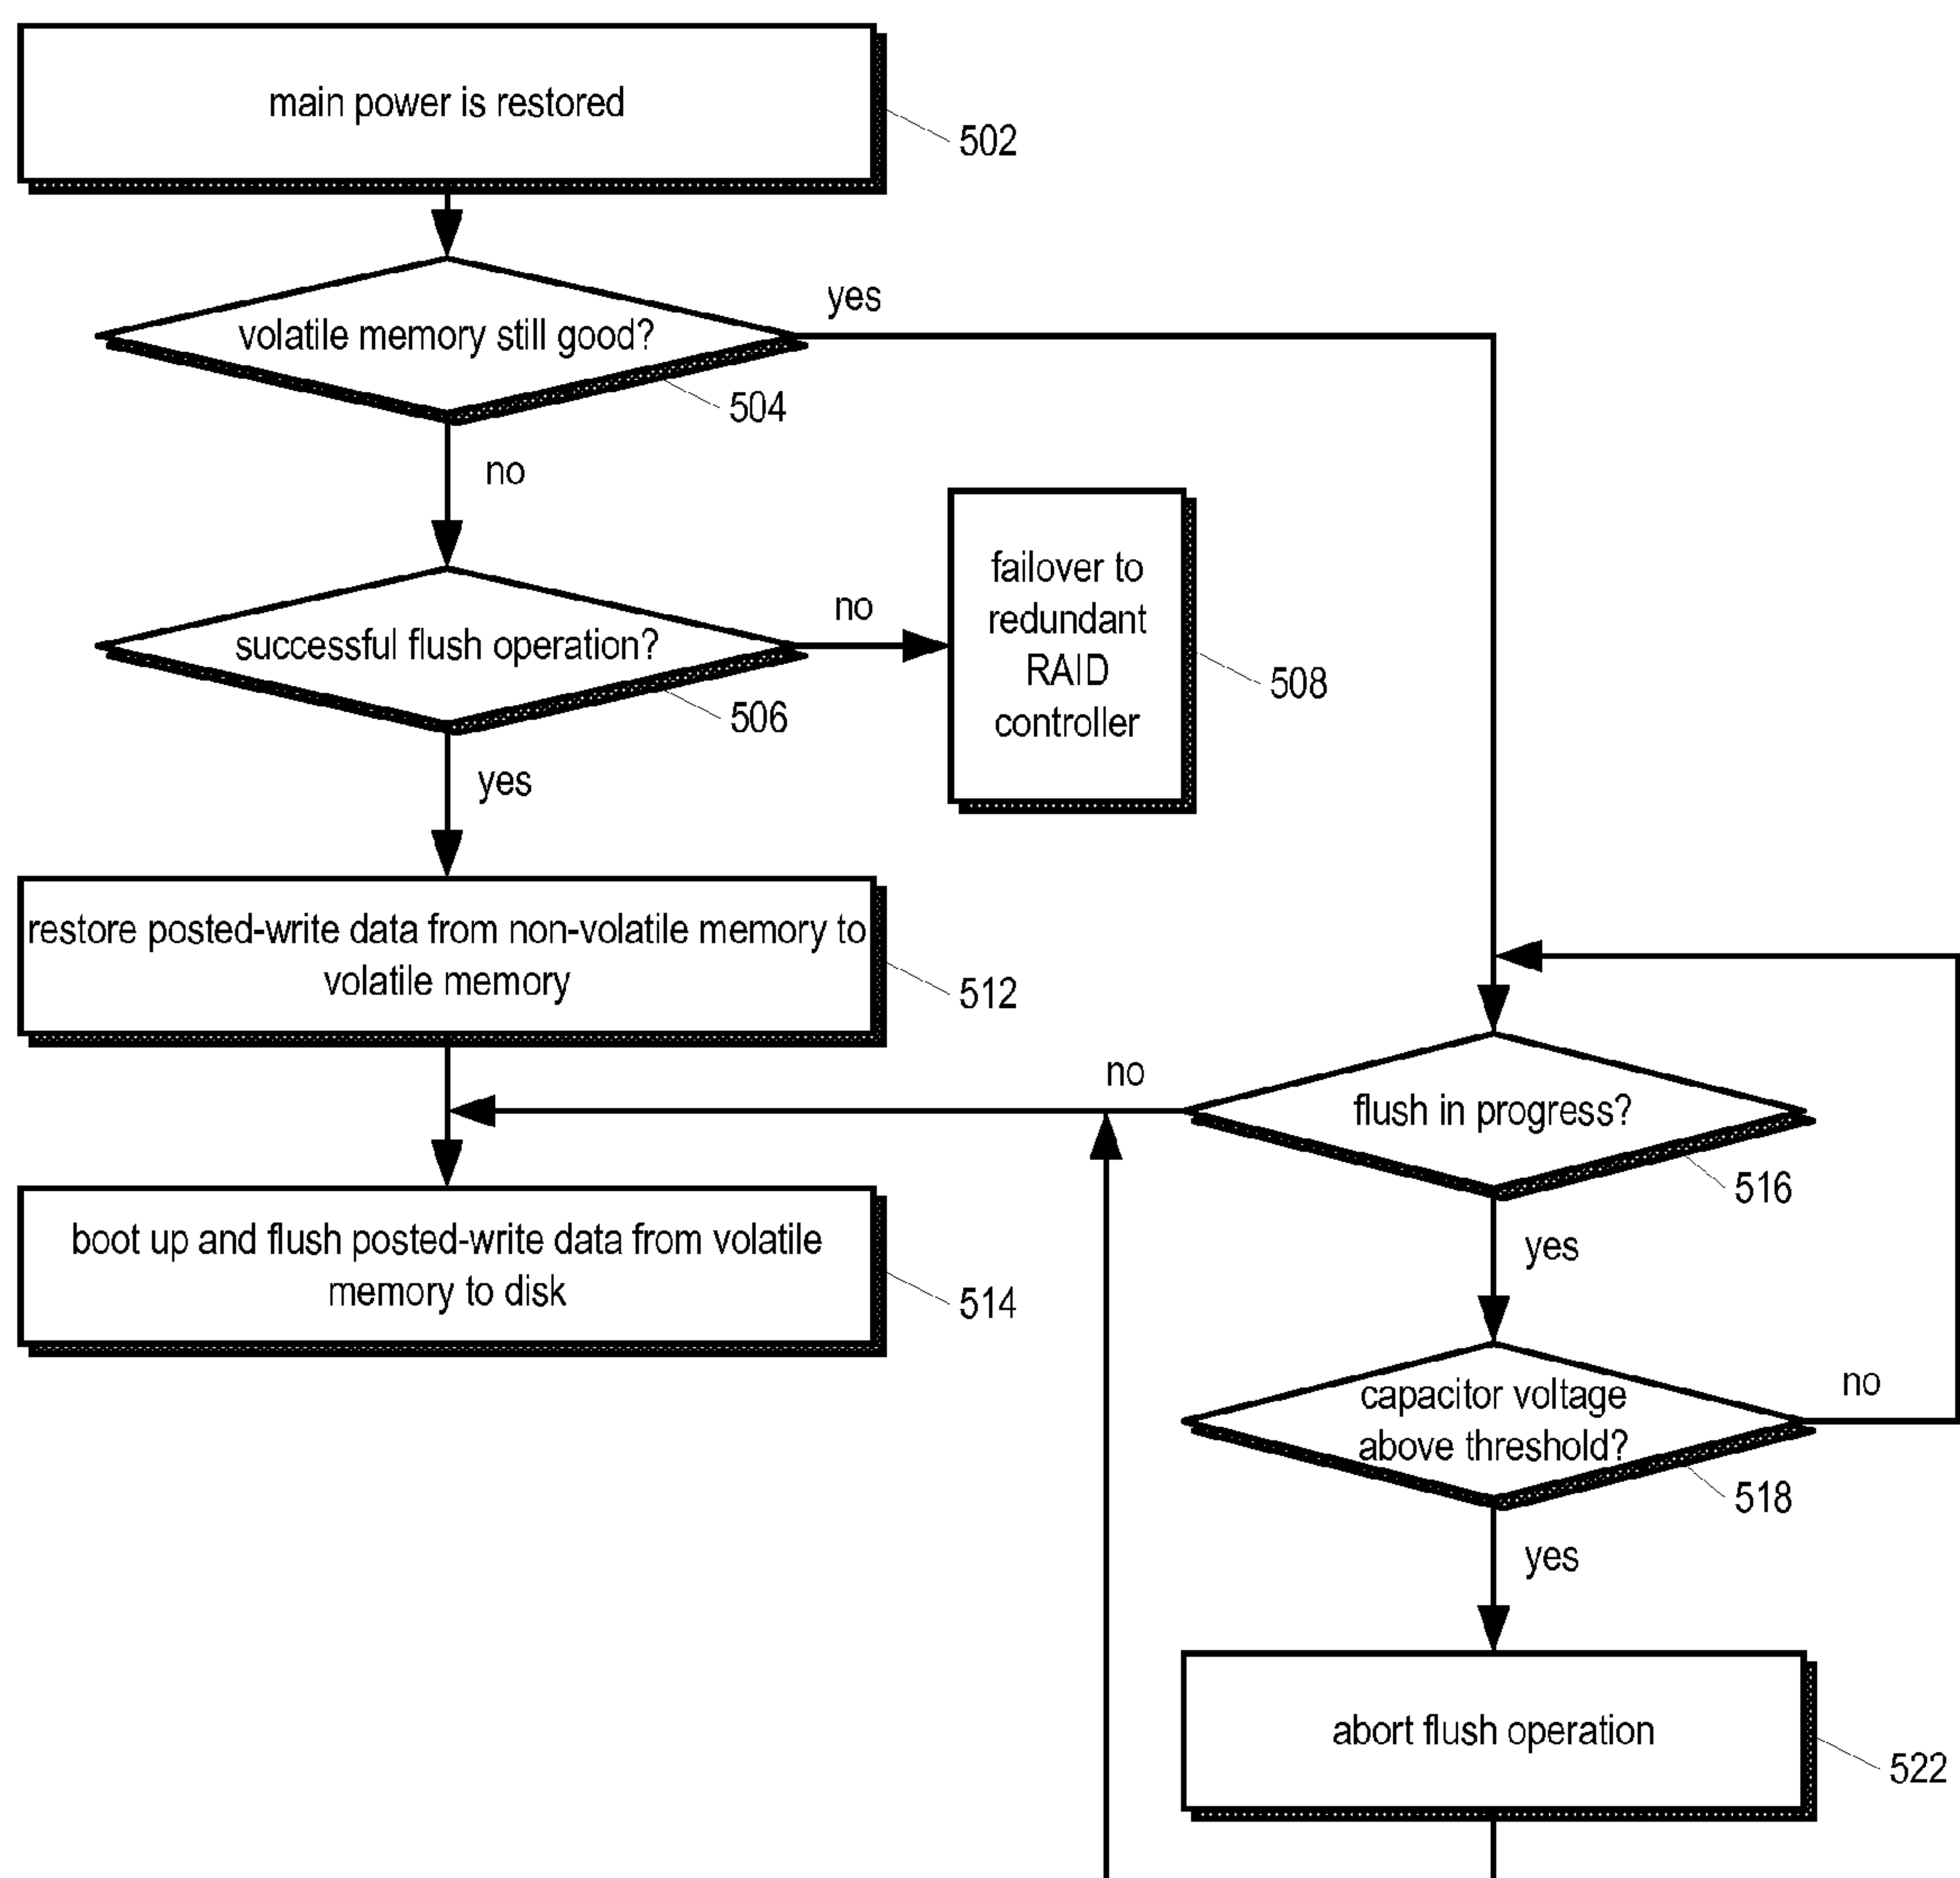 main power is restored
502
volatile memory still good?
yes
504
no
successful flush operation?
no
506
failover to
redundant
RAID
controller
508
yes
restore posted-write data from non-volatile memory to
volatile memory
512
boot up and flush posted-write data from volatile
memory to disk
514
no
flush in progress?
516
yes
capacitor voltage
above threshold?
no
518
yes
abort flush operation
522